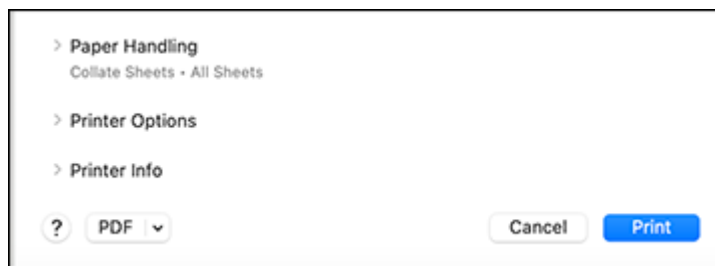 Paper Handling
Collate Sheets • All Sheets
Printer Options
Printer Info
? PDF Cancel Print